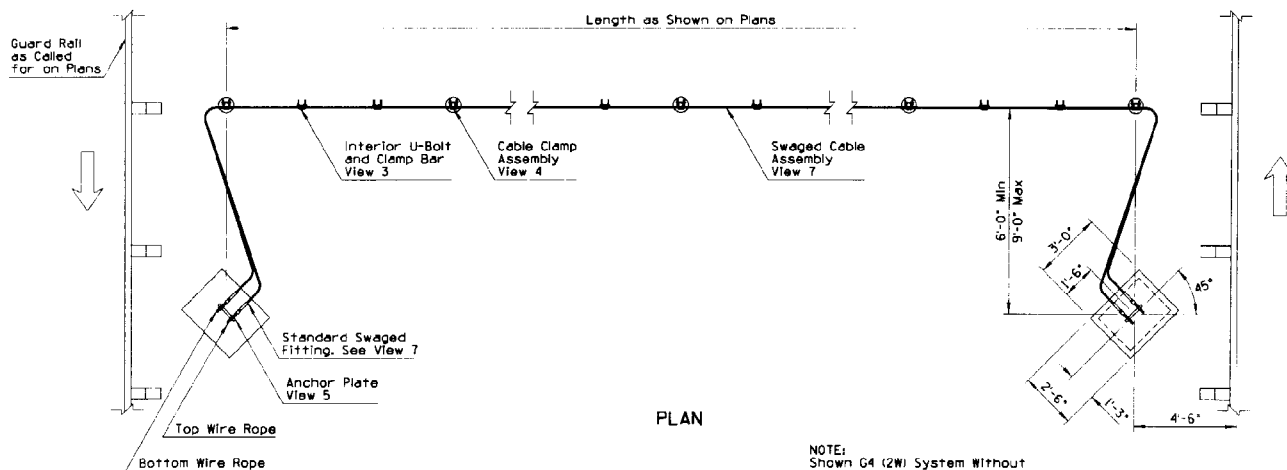 Length as Shown on Plans
Guard Rail
as Called
for on Plans
Interior U-Bolt
and Clamp Bar
View 3
Cable Clamp
Assembly
View 4
Swaged Cable
Assembly
View 7
6'-0" Min
9'-0" Max
3'-0"
1'-6"
45°
Standard Swaged
Fitting. See View 7
Anchor Plate
View 5
2'-6"
1'-3"
4'-6"
PLAN
Top Wire Rope
Bottom Wire Rope
NOTE:
Shown G4 (2W) System Without